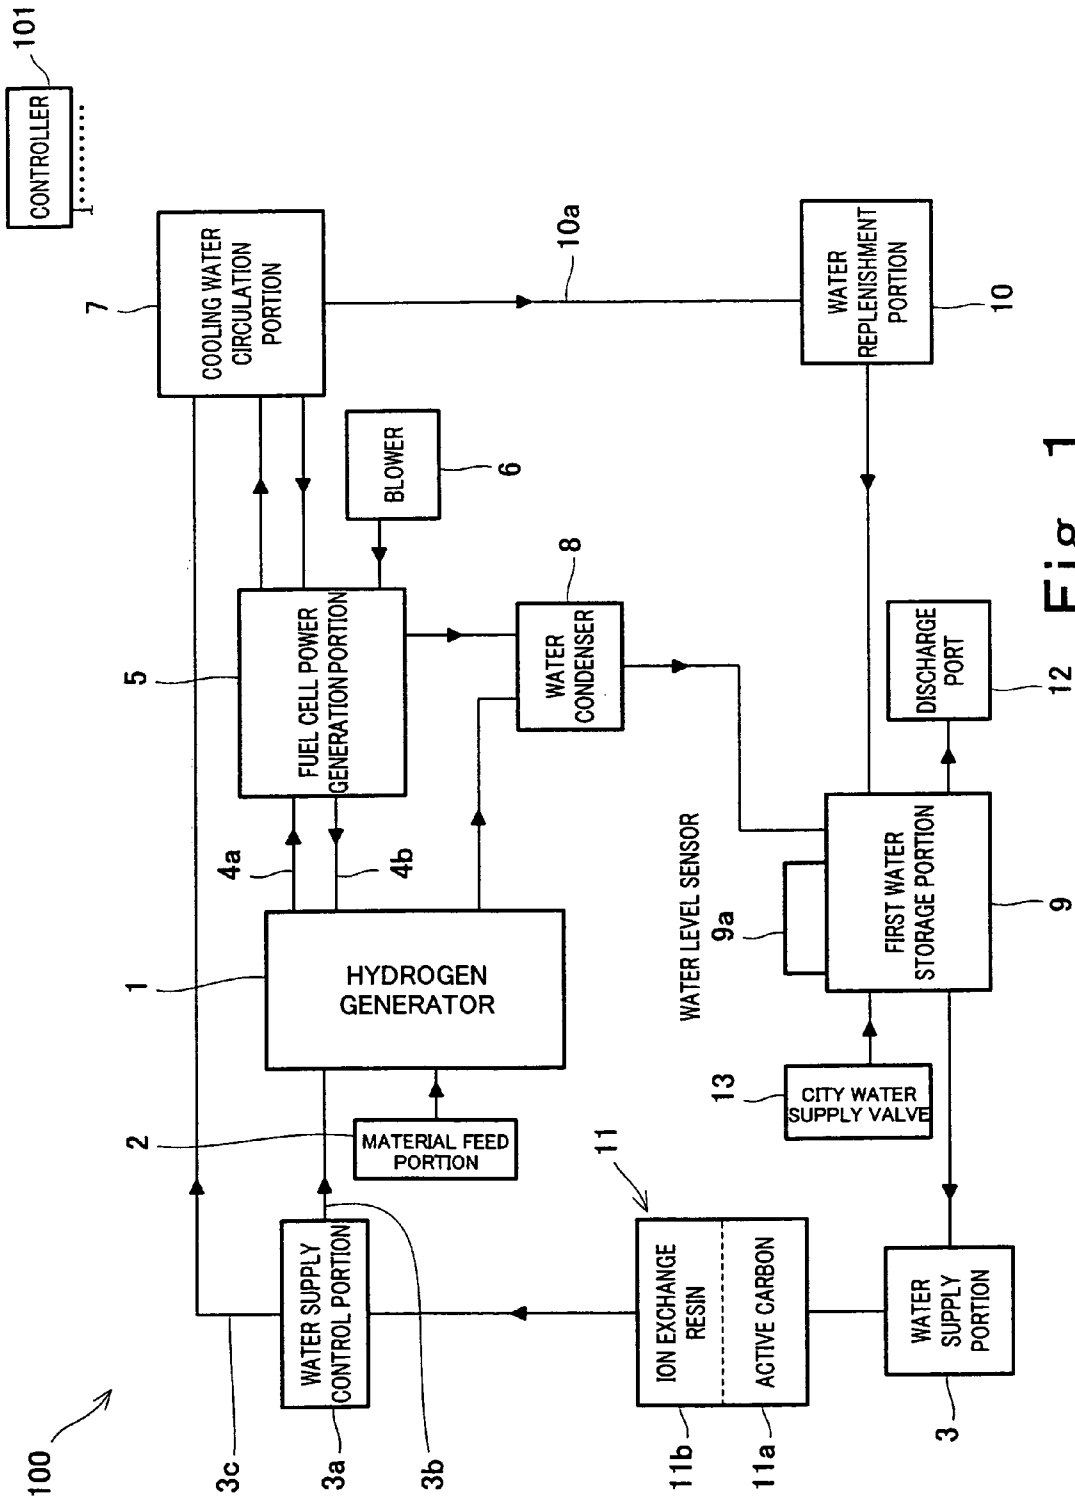 100
3c
3a
3b
WATER SUPPLY
CONTROL PORTION
11b
11a
11
ION EXCHANGE
RESIN
ACTIVE CARBON
3
WATER
SUPPLY
PORTION
2
MATERIAL FEED
PORTION
13
CITY WATER
SUPPLY VALVE
1
HYDROGEN
GENERATOR
WATER LEVEL SENSOR
9a
FIRST WATER
STORAGE PORTION
9
4a
4b
5
FUEL CELL POWER
GENERATION PORTION
WATER
CONDENSER
8
DISCHARGE
PORT
12
BLOWER
6
7
COOLING WATER
CIRCULATION
PORTION
10a
WATER
REPLENISHMENT
PORTION
10
CONTROLLER
101
Fig. 1